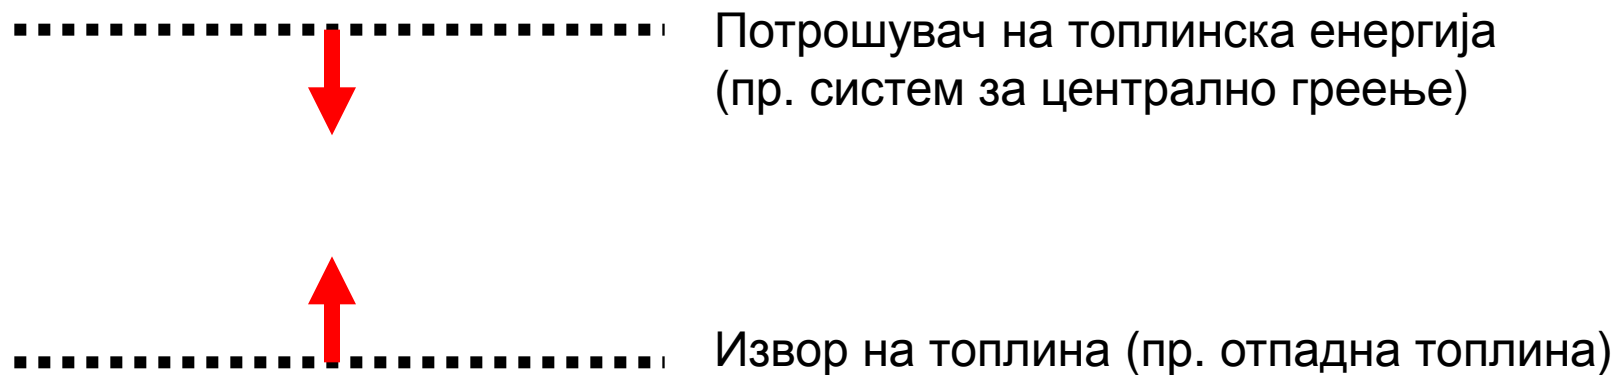 Потрошувач на топлинска енергија
(пр. систем за централно греење)
Извор на топлина (пр. отпадна топлина)